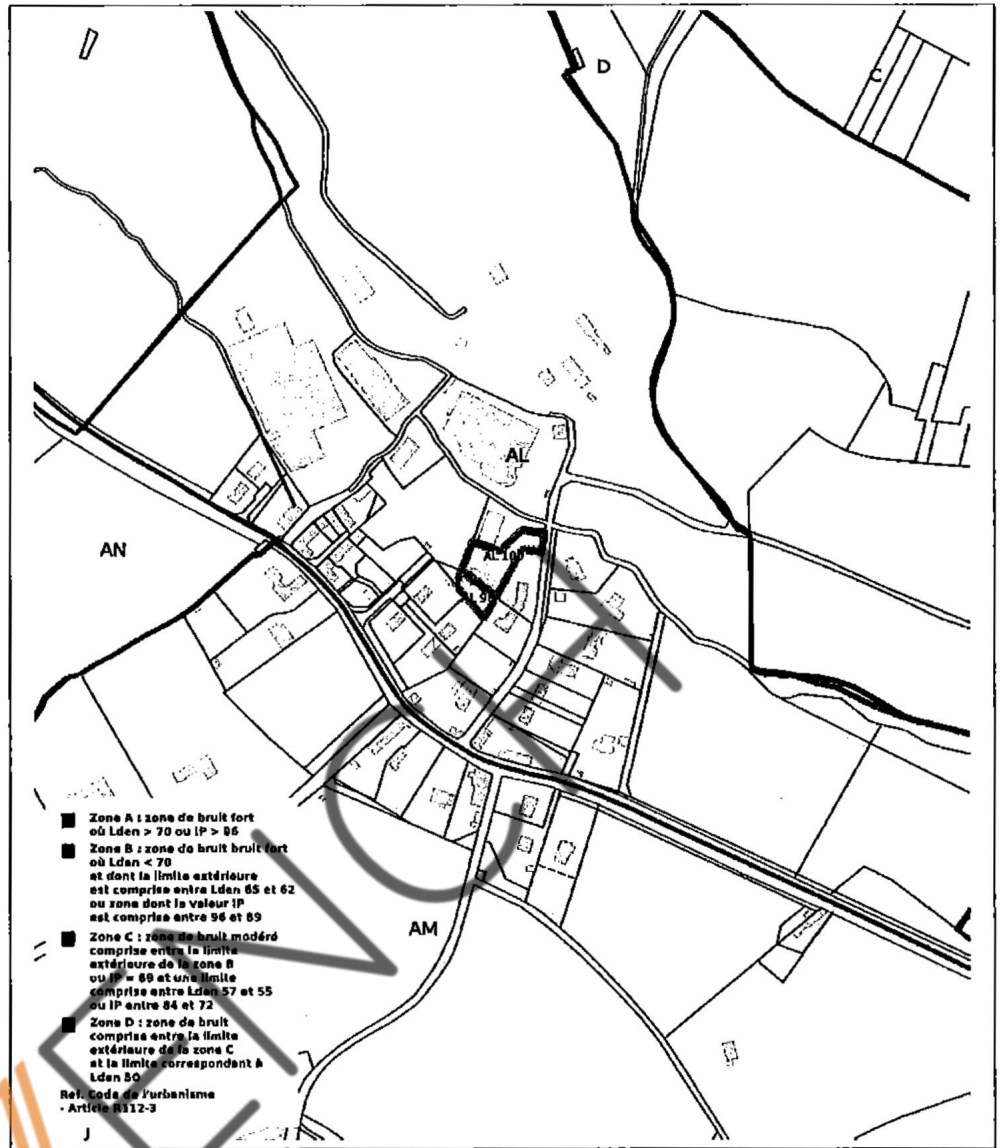 D
C
AL
AN
AL 100
AM
Zone A : zone de bruit fort
où Lden > 70 ou IP > 96
Zone B : zone de bruit bruit fort
où Lden < 70
et dont la limite extérieure
est comprise entre Lden 65 et 62
ou zone dont la valeur IP
est comprise entre 96 et 89
Zone C : zone de bruit modéré
comprise entre la limite
extérieure de la zone B
ou IP = 89 et une limite
comprise entre Lden 57 et 55
ou IP entre 84 et 72
Zone D : zone de bruit
comprise entre la limite
extérieure de la zone C
et la limite correspondant à
Lden 50
Ref. Code de l'urbanisme
- Article R112-3
J